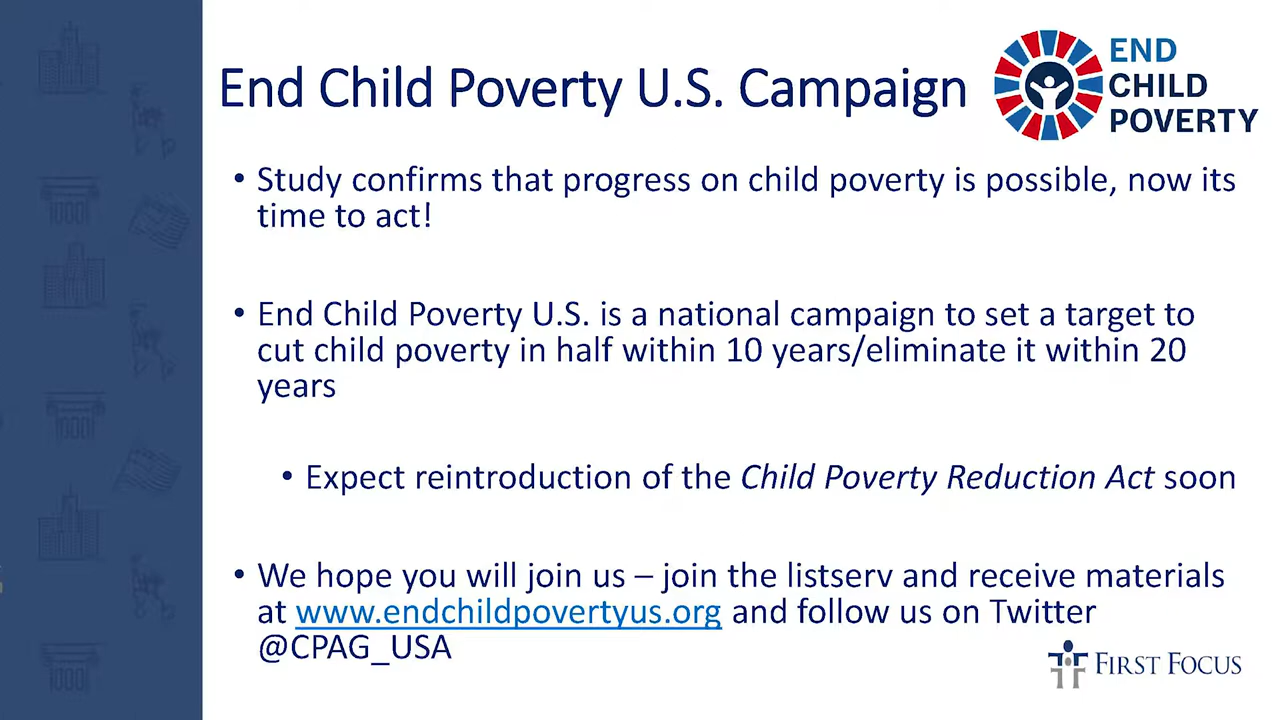 End Child Poverty U.S. Campaign
END
CHILD
POVERTY
• Study confirms that progress on child poverty is possible, now its
time to act!
• End Child Poverty U.S. is a national campaign to set a target to
cut child poverty in half within 10 years/eliminate it within 20
years
• Expect reintroduction of the Child Poverty Reduction Act soon
• We hope you will join us – join the listserv and receive materials
at www.endchildpovertyus.org and follow us on Twitter
@CPAG_USA
FIRST FOCUS